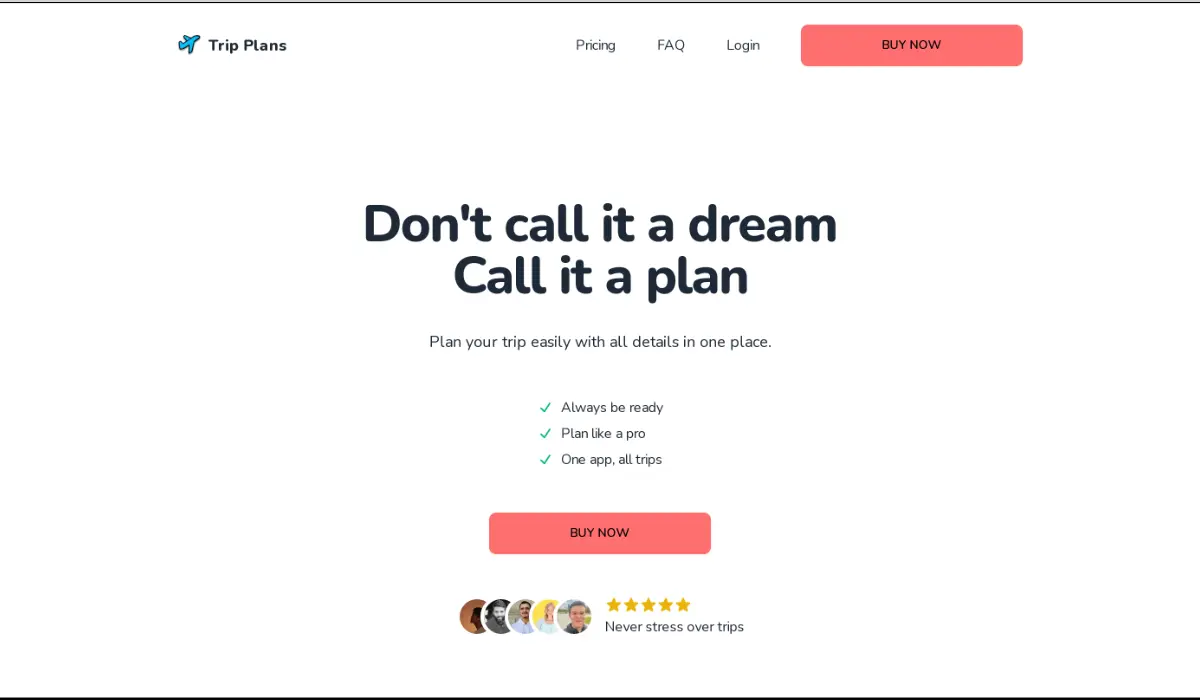 Trip Plans
Pricing
FAQ
Login
BUY NOW
Don't call it a dream
Call it a plan
Plan your trip easily with all details in one place.
Always be ready
Plan like a pro
One app, all trips
BUY NOW
Never stress over trips